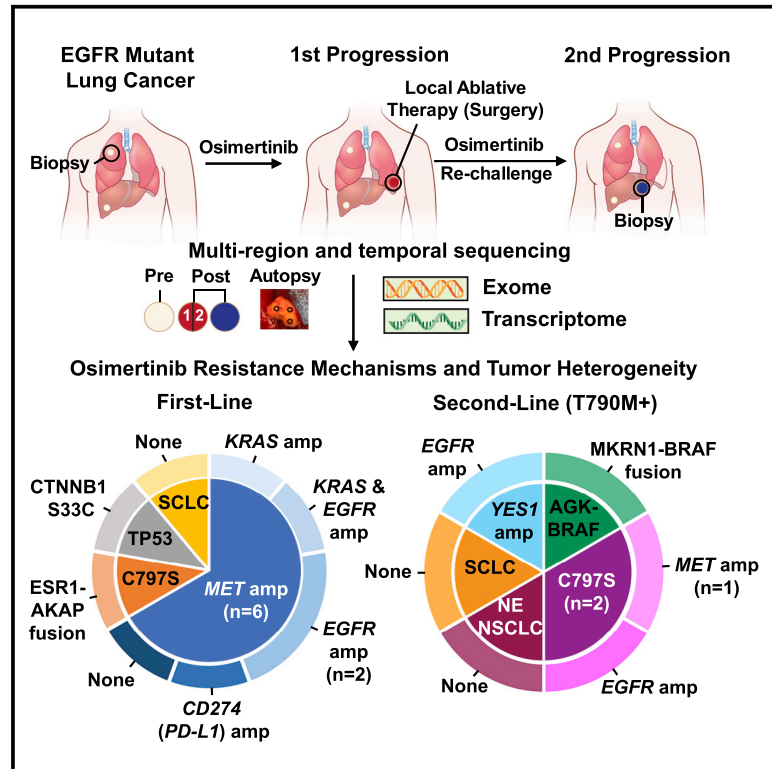 EGFR Mutant
Lung Cancer
1st Progression
2nd Progression
Local Ablative
Therapy (Surgery)
Biopsy
Osimertinib
Osimertinib
Re-challenge
Biopsy
Multi-region and temporal sequencing
Pre
Post
Autopsy
1 2
Exome
Transcriptome
Osimertinib Resistance Mechanisms and Tumor Heterogeneity
First-Line
None
KRAS amp
CTNNB1
S33C
SCLC
KRAS &
EGFR
amp
TP53
C797S
MET amp
(n=6)
ESR1-
AKAP
fusion
EGFR
amp
(n=2)
None
CD274
(PD-L1) amp
Second-Line (T790M+)
EGFR
amp
MKRN1-BRAF
fusion
YES1
amp
AGK-
BRAF
None
SCLC
C797S
(n=2)
MET amp
(n=1)
NE
NSCLC
None
EGFR amp